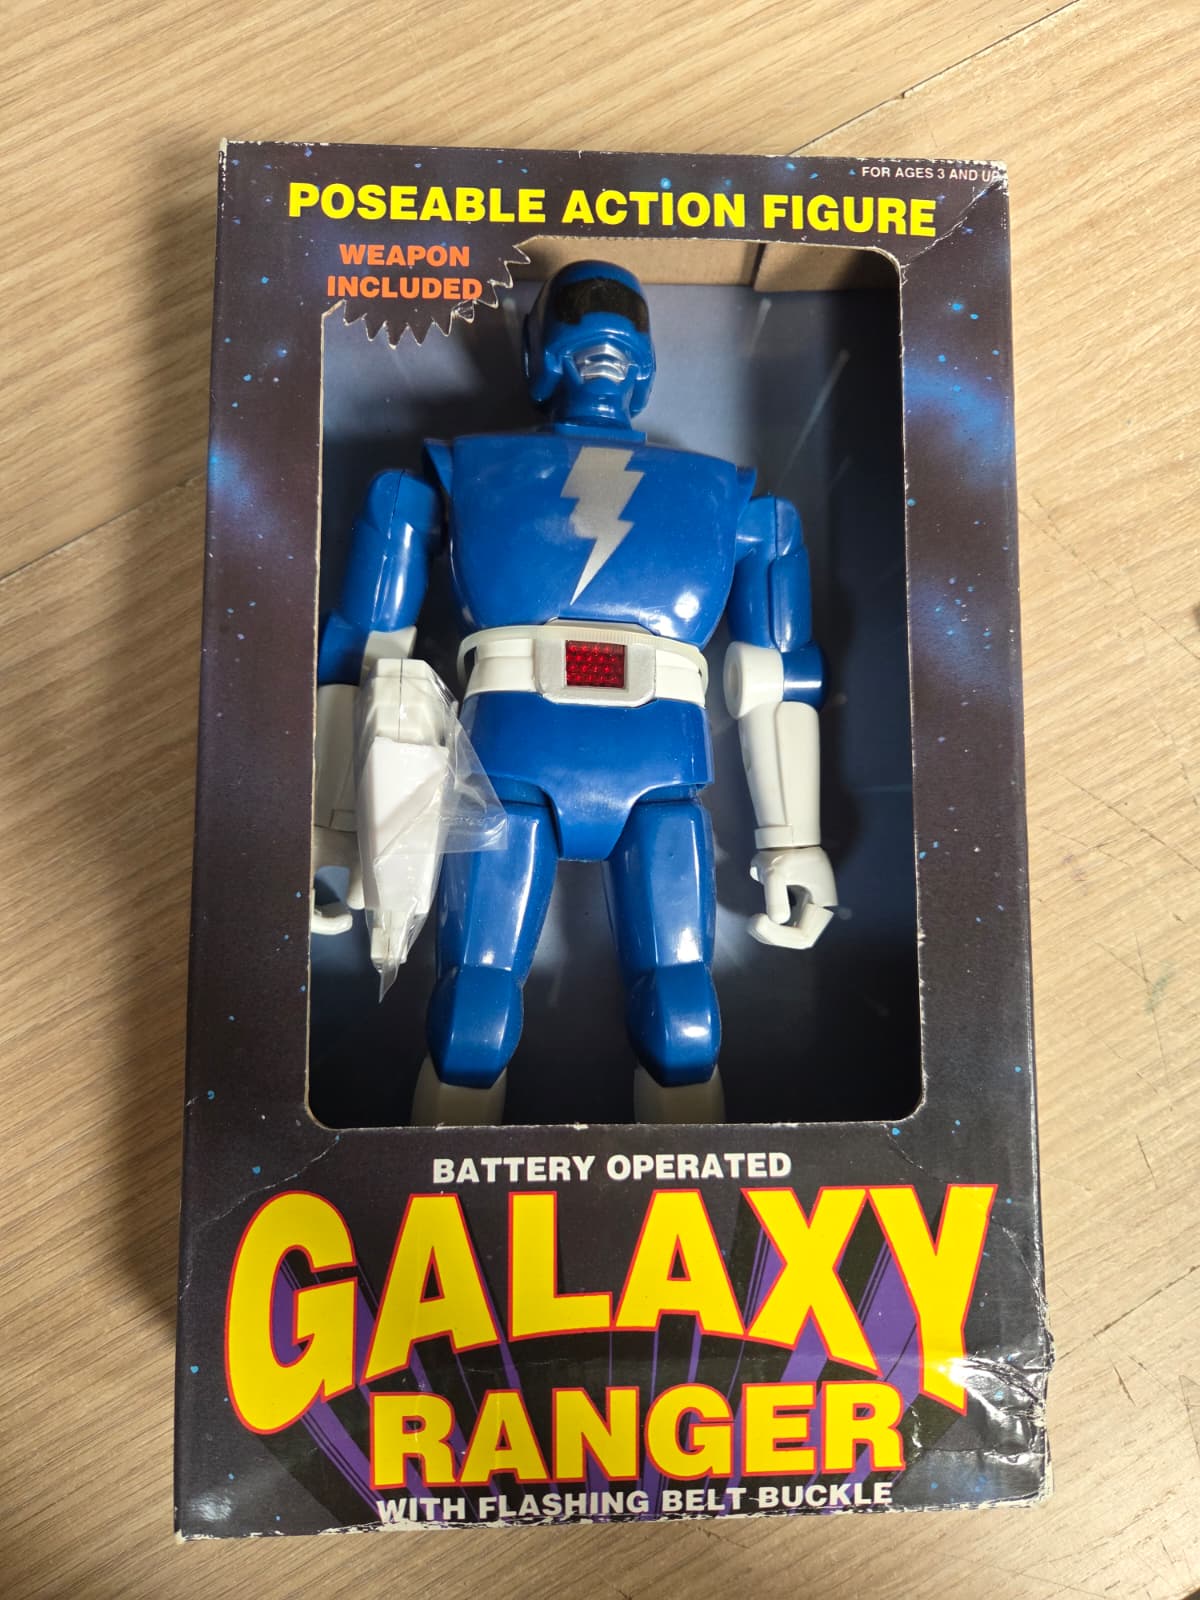 FOR AGES 3 AND UP
POSEABLE ACTION FIGURE
WEAPON
INCLUDED
BATTERY OPERATED
GALAXY
RANGER
WITH FLASHING BELT BUCKLE